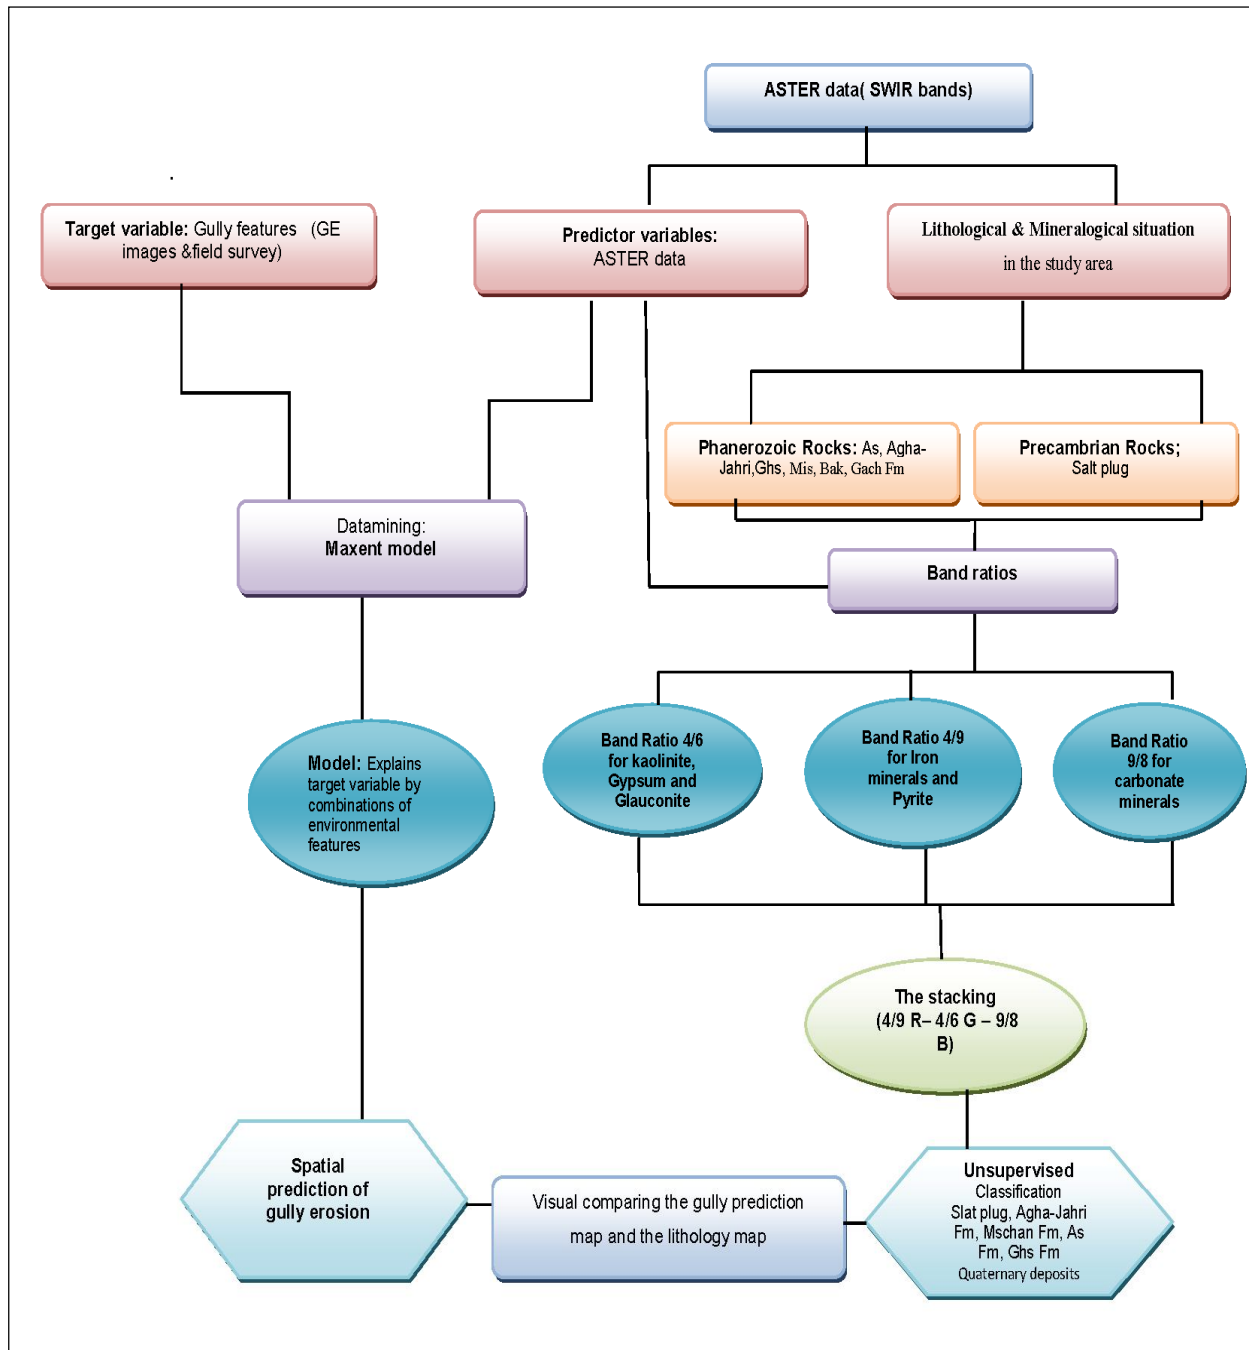 ASTER data( SWIR bands)
Target variable: Gully features (GE
images &field survey)
Predictor variables:
ASTER data
Lithological & Mineralogical situation
in the study area
Phanerozoic Rocks: As, Agha-
Jahri,Ghs, Mis, Bak, Gach Fm
Precambrian Rocks;
Salt plug
Datamining:
Maxent model
Band ratios
Model: Explains
target variable by
combinations of
environmental
features
Band Ratio 4/6
for kaolinite,
Gypsum and
Glauconite
Band Ratio 4/9
for Iron
minerals and
Pyrite
Band Ratio
9/8 for
carbonate
minerals
The stacking
(4/9 R– 4/6 G – 9/8
B)
Spatial
prediction of
gully erosion
Visual comparing the gully prediction
map and the lithology map
Unsupervised
Classification
Slat plug, Agha-Jahri
Fm, Mschan Fm, As
Fm, Ghs Fm
Quaternary deposits